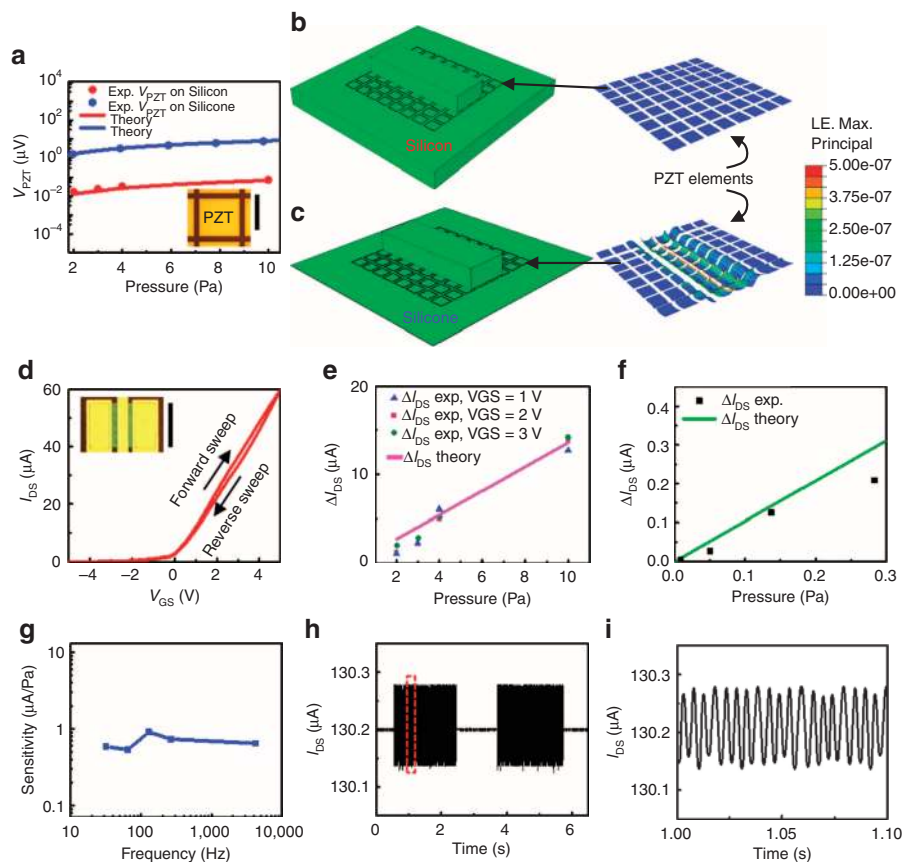 a
10⁴
10²
10⁰
10⁻²
10⁻⁴
V_PZT (μV)
Exp. V_PZT on Silicon
Exp. V_PZT on Silicone
Theory
Theory
PZT
2
4
6
8
10
Pressure (Pa)
b
Silicon
PZT elements
LE. Max.
Principal
5.00e-07
3.75e-07
2.50e-07
1.25e-07
0.00e+00
c
Silicone
d
60
40
20
0
I_DS (μA)
Forward sweep
Reverse sweep
−4
−2
0
2
4
V_GS (V)
e
20
10
0
ΔI_DS (μA)
ΔI_DS exp, VGS = 1 V
ΔI_DS exp, VGS = 2 V
ΔI_DS exp, VGS = 3 V
ΔI_DS theory
2
4
6
8
10
Pressure (Pa)
f
0.4
0.3
0.2
0.1
0.0
ΔI_DS (μA)
ΔI_DS exp.
ΔI_DS theory
0.0
0.1
0.2
0.3
Pressure (Pa)
g
10
1
0.1
Sensitivity (μA/Pa)
10
100
1,000
10,000
Frequency (Hz)
h
130.3
130.2
130.1
I_DS (μA)
0
2
4
6
Time (s)
i
130.3
130.2
130.1
I_DS (μA)
1.00
1.05
1.10
Time (s)